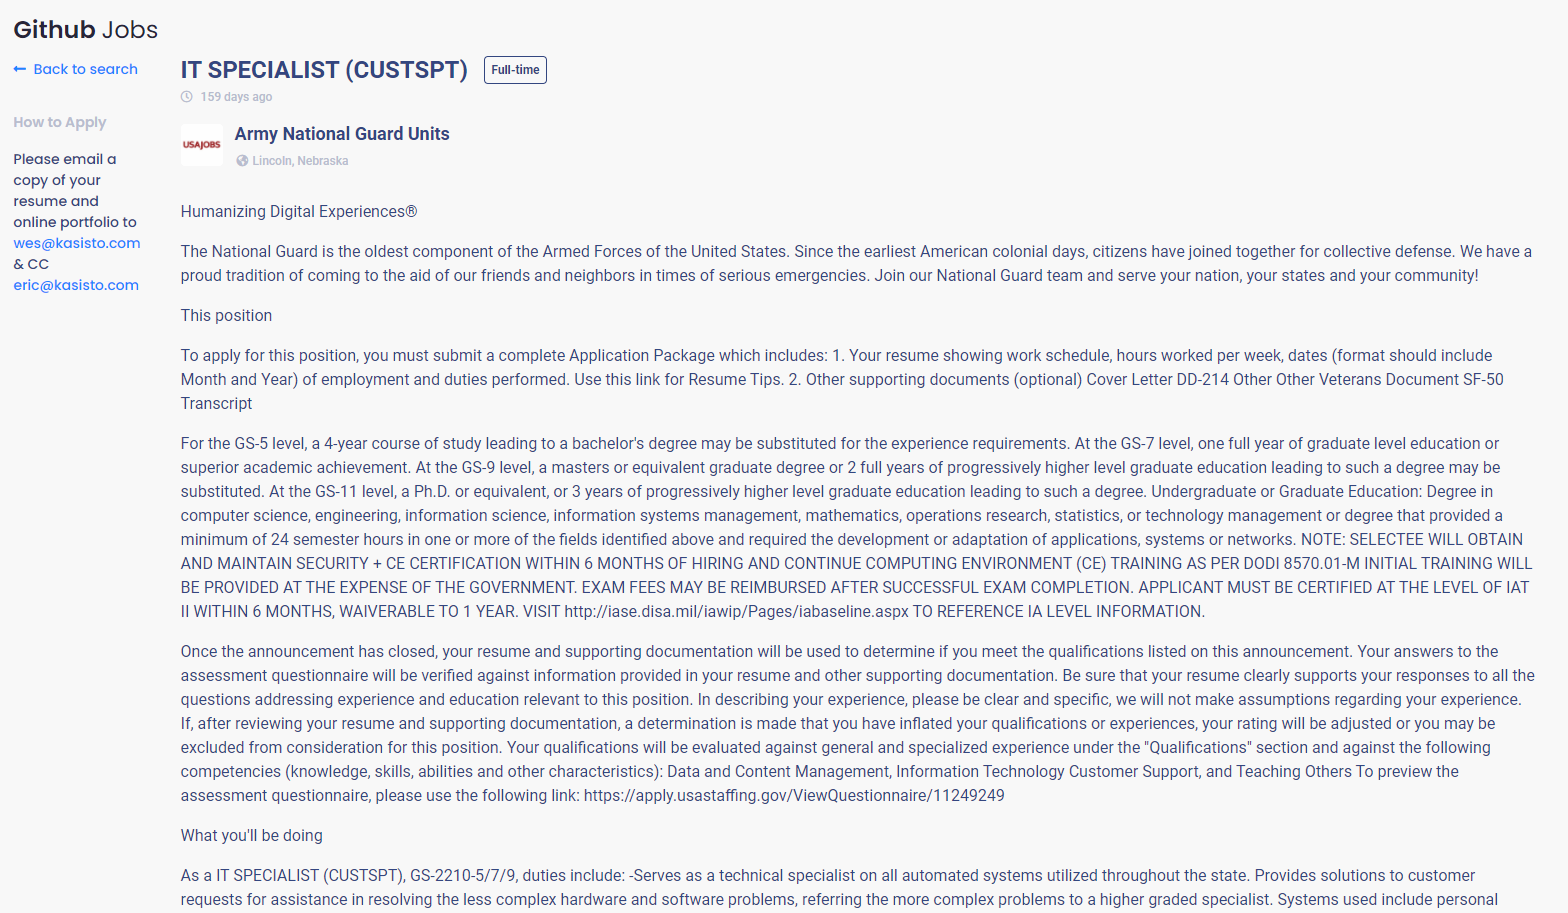 Github Jobs
Back to search
How to Apply
Please email a
copy of your
resume and
online portfolio to
wes@kasisto.com
& CC
eric@kasisto.com
IT SPECIALIST (CUSTSPT)
Full-time
159 days ago
USAJOBS
Army National Guard Units
Lincoln, Nebraska
Humanizing Digital Experiences®
The National Guard is the oldest component of the Armed Forces of the United States. Since the earliest American colonial days, citizens have joined together for collective defense. We have a
proud tradition of coming to the aid of our friends and neighbors in times of serious emergencies. Join our National Guard team and serve your nation, your states and your community!
This position
To apply for this position, you must submit a complete Application Package which includes: 1. Your resume showing work schedule, hours worked per week, dates (format should include
Month and Year) of employment and duties performed. Use this link for Resume Tips. 2. Other supporting documents (optional) Cover Letter DD-214 Other Other Veterans Document SF-50
Transcript
For the GS-5 level, a 4-year course of study leading to a bachelor's degree may be substituted for the experience requirements. At the GS-7 level, one full year of graduate level education or
superior academic achievement. At the GS-9 level, a masters or equivalent graduate degree or 2 full years of progressively higher level graduate education leading to such a degree may be
substituted. At the GS-11 level, a Ph.D. or equivalent, or 3 years of progressively higher level graduate education leading to such a degree. Undergraduate or Graduate Education: Degree in
computer science, engineering, information science, information systems management, mathematics, operations research, statistics, or technology management or degree that provided a
minimum of 24 semester hours in one or more of the fields identified above and required the development or adaptation of applications, systems or networks. NOTE: SELECTEE WILL OBTAIN
AND MAINTAIN SECURITY + CE CERTIFICATION WITHIN 6 MONTHS OF HIRING AND CONTINUE COMPUTING ENVIRONMENT (CE) TRAINING AS PER DODI 8570.01-M INITIAL TRAINING WILL
BE PROVIDED AT THE EXPENSE OF THE GOVERNMENT. EXAM FEES MAY BE REIMBURSED AFTER SUCCESSFUL EXAM COMPLETION. APPLICANT MUST BE CERTIFIED AT THE LEVEL OF IAT
II WITHIN 6 MONTHS, WAIVERABLE TO 1 YEAR. VISIT http://iase.disa.mil/iawip/Pages/iabaseline.aspx TO REFERENCE IA LEVEL INFORMATION.
Once the announcement has closed, your resume and supporting documentation will be used to determine if you meet the qualifications listed on this announcement. Your answers to the
assessment questionnaire will be verified against information provided in your resume and other supporting documentation. Be sure that your resume clearly supports your responses to all the
questions addressing experience and education relevant to this position. In describing your experience, please be clear and specific, we will not make assumptions regarding your experience.
If, after reviewing your resume and supporting documentation, a determination is made that you have inflated your qualifications or experiences, your rating will be adjusted or you may be
excluded from consideration for this position. Your qualifications will be evaluated against general and specialized experience under the "Qualifications" section and against the following
competencies (knowledge, skills, abilities and other characteristics): Data and Content Management, Information Technology Customer Support, and Teaching Others To preview the
assessment questionnaire, please use the following link: https://apply.usastaffing.gov/ViewQuestionnaire/11249249
What you'll be doing
As a IT SPECIALIST (CUSTSPT), GS-2210-5/7/9, duties include: -Serves as a technical specialist on all automated systems utilized throughout the state. Provides solutions to customer
requests for assistance in resolving the less complex hardware and software problems, referring the more complex problems to a higher graded specialist. Systems used include personal